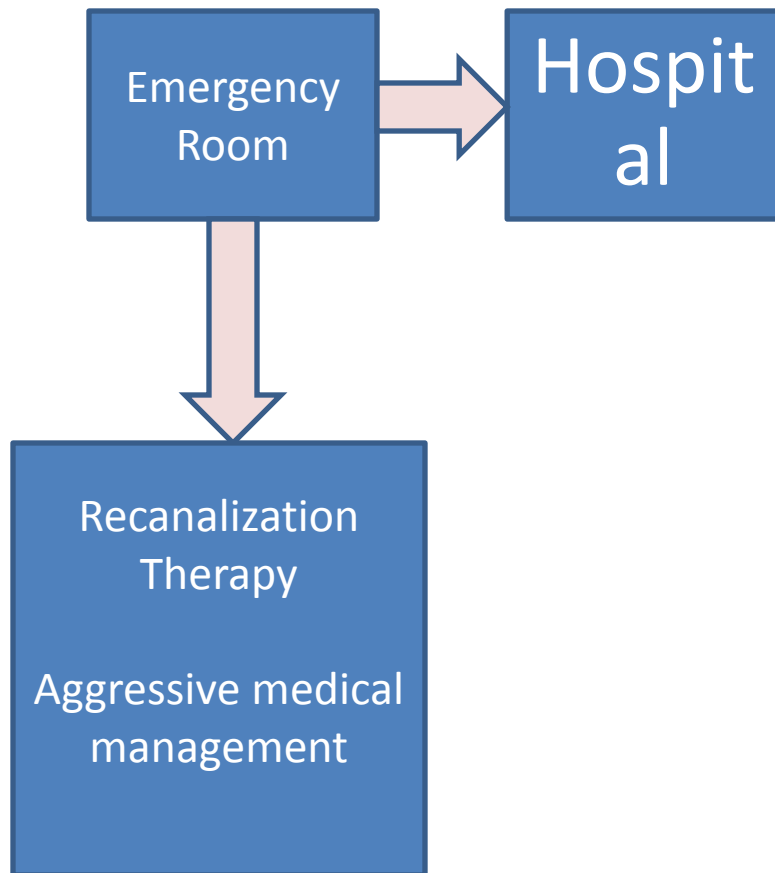 Emergency
Room
Hospit
al
Recanalization
Therapy
Aggressive medical
management